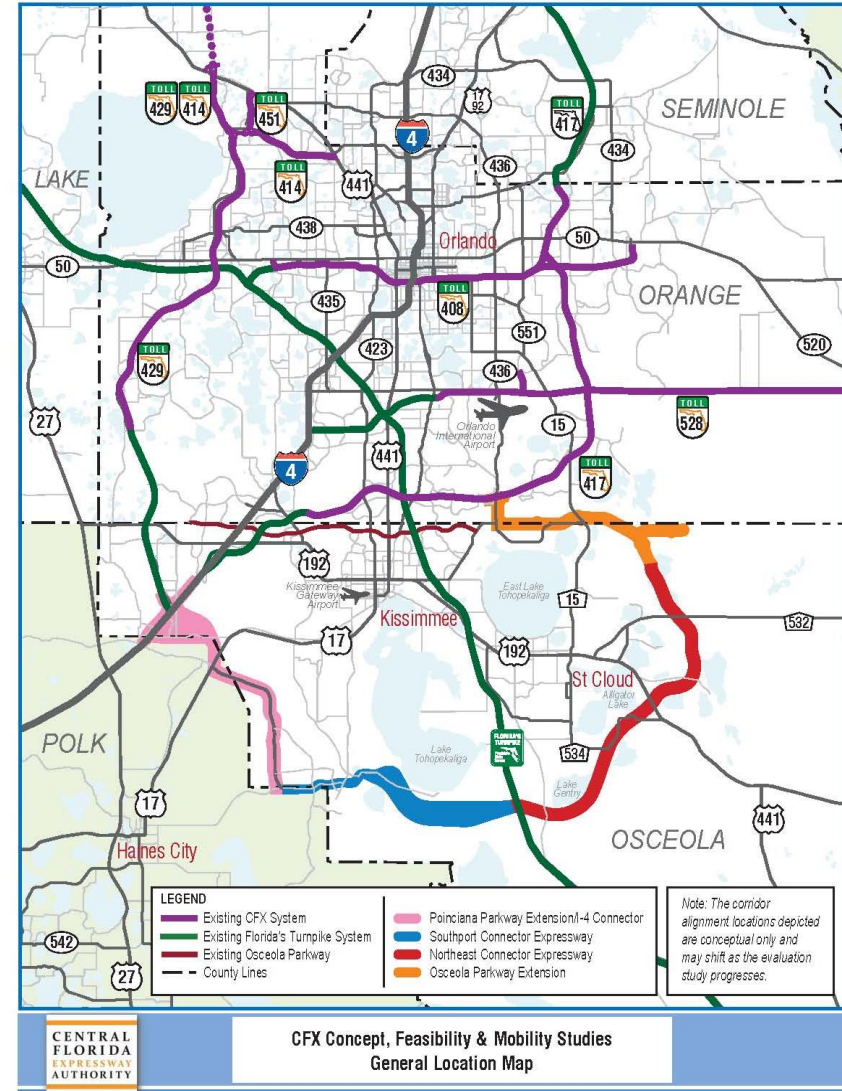 434
17
92
SEMINOLE
TOLL
429
TOLL
414
TOLL
451
4
TOLL
417
434
436
LAKE
TOLL
414
441
438
Orlando
50
50
ORANGE
435
TOLL
408
551
423
520
TOLL
429
436
27
TOLL
528
Orlando
International
Airport
15
4
441
TOLL
417
192
Kissimmee
Gateway
Airport
East Lake
Tohopekaliga
15
Kissimmee
532
17
192
St Cloud
Alligator
Lake
POLK
FLORIDA'S
TURNPIKE
Lake
Tohopekaliga
534
Lake
Gentry
17
441
Haines City
OSCEOLA
542
27
LEGEND
Existing CFX System
Existing Florida's Turnpike System
Existing Osceola Parkway
County Lines
Poinciana Parkway Extension/I-4 Connector
Southport Connector Expressway
Northeast Connector Expressway
Osceola Parkway Extension
Note: The corridor
alignment locations depicted
are conceptual only and
may shift as the evaluation
study progresses.
CENTRAL
FLORIDA
EXPRESSWAY
AUTHORITY
CFX Concept, Feasibility & Mobility Studies
General Location Map